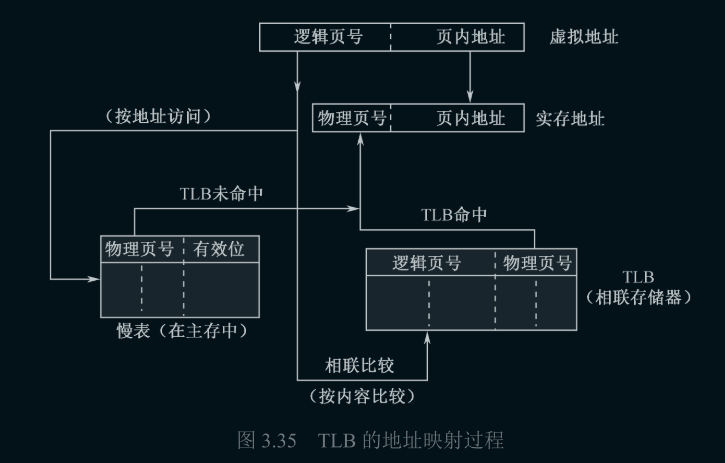 逻辑页号 页内地址 虚拟地址
(按地址访问)
物理页号 页内地址 实存地址
TLB未命中
TLB命中
物理页号 有效位
逻辑页号 物理页号
TLB
(相联存储器)
慢表(在主存中)
相联比较
(按内容比较)
图 3.35 TLB 的地址映射过程